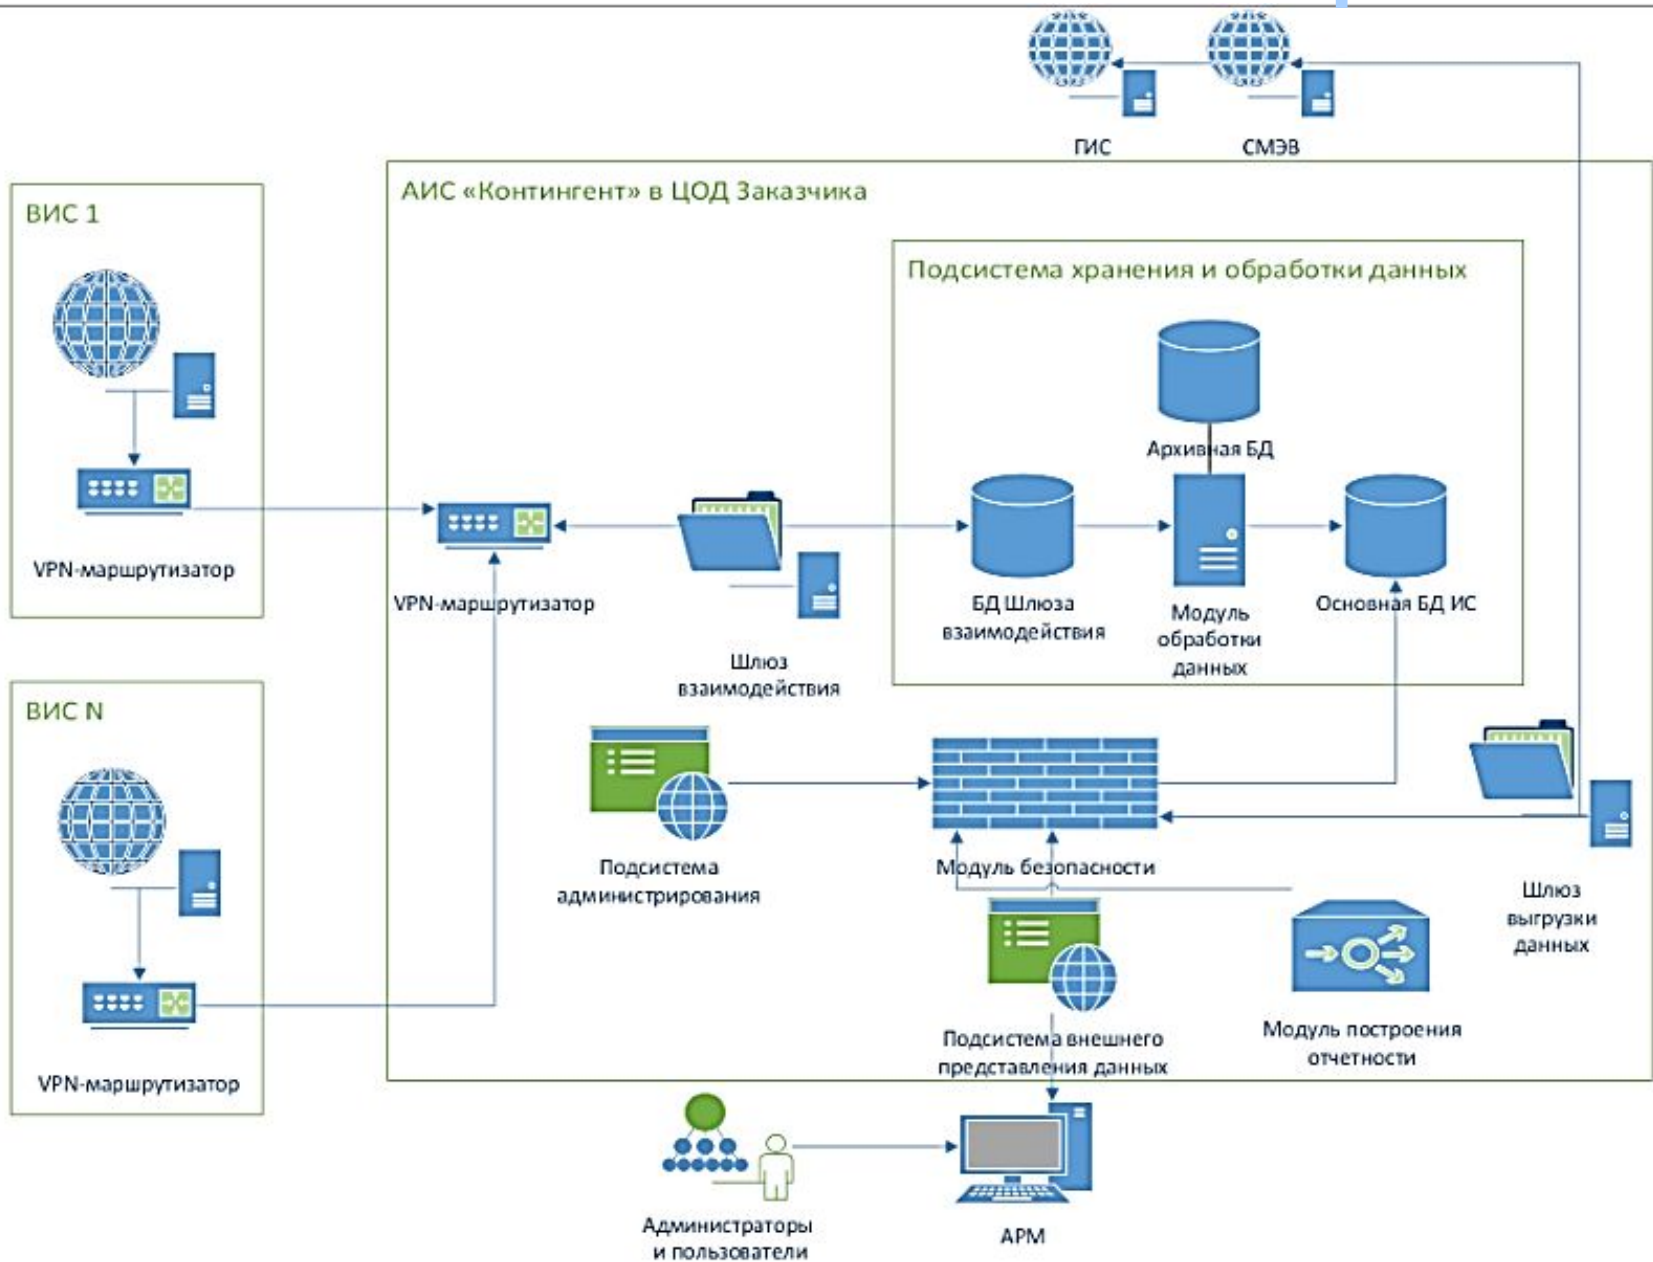 ГИС
СМЭВ
АИС «Контингент» в ЦОД Заказчика
ВИС 1
Подсистема хранения и обработки данных
Архивная БД
VPN-маршрутизатор
VPN-маршрутизатор
БД Шлюза
взаимодействия
Модуль
обработки
данных
Основная БД ИС
Шлюз
взаимодействия
ВИС N
Подсистема
администрирования
Модуль безопасности
Шлюз
выгрузки
данных
Подсистема внешнего
представления данных
Модуль построения
отчетности
VPN-маршрутизатор
Администраторы
и пользователи
АРМ